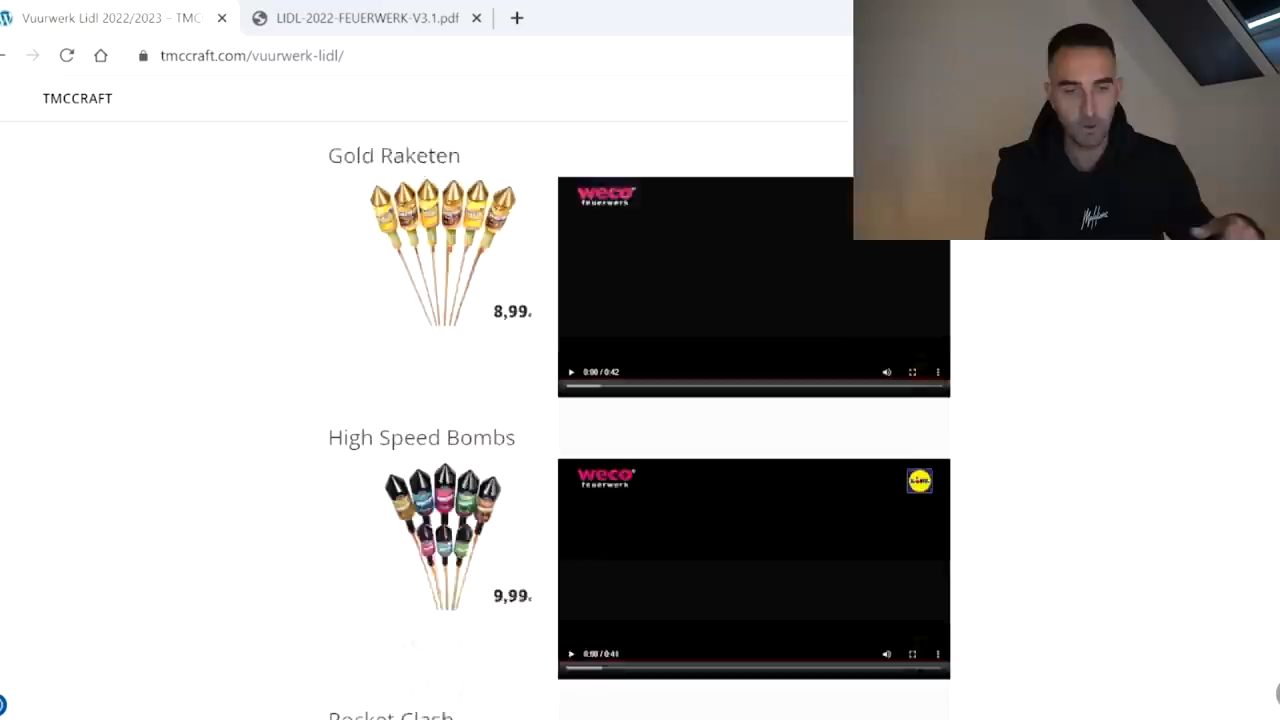 Vuurwerk Lidl 2022/2023 – TMC
LIDL-2022-FEUERWERK-V3.1.pdf
tmccraft.com/vuurwerk-lidl/
TMCCRAFT
Gold Raketen
weco
feuerwerk
8,99
0:00 / 0:42
High Speed Bombs
weco
feuerwerk
LIDL
9,99
0:00 / 0:41
Rocket Clash